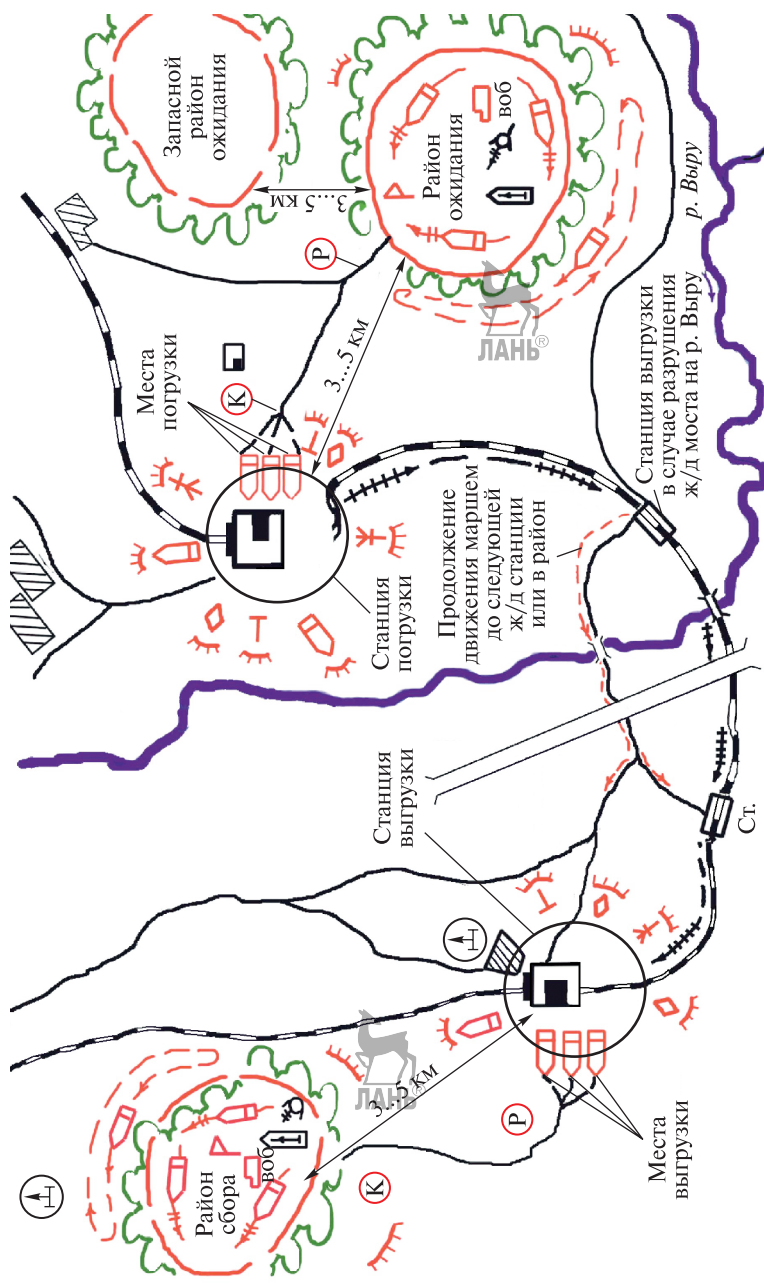 Запасной
район
ожидания
3...5 км
Район
ожидания
воб
Р
р. Выру
Места
погрузки
К
3...5 км
ЛАНЬ®
Станция
погрузки
Продолжение
движения маршем
до следующей
ж/д станции
или в район
Станция выгрузки
в случае разрушения
ж/д моста на р. Выру
Станция
выгрузки
Ст.
Район
сбора
воб
3...5 км
ЛАНЬ®
К
Р
Места
выгрузки